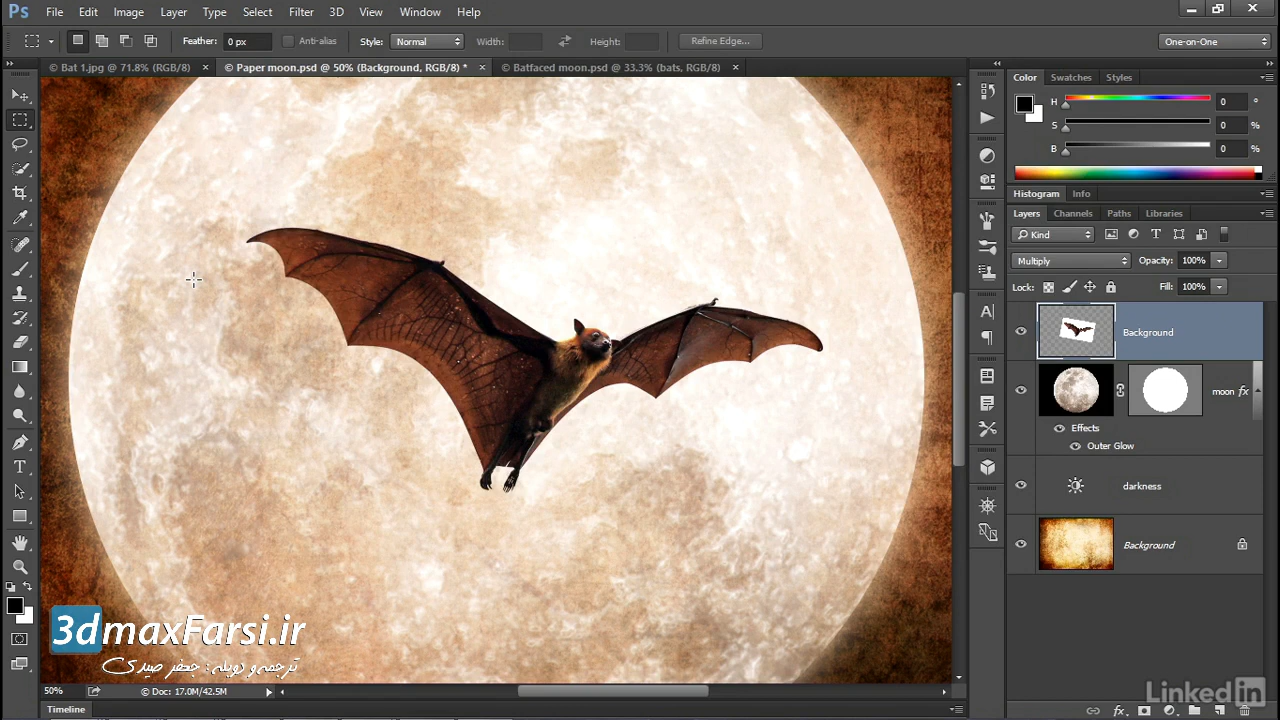 Ps File Edit Image Layer Type Select Filter 3D View Window Help
Feather: 0 px Anti-alias Style: Normal Width: Height: Refine Edge... One-on-One
© Bat 1.jpg @ 71.8% (RGB/8) × © Paper moon.psd @ 50% (Background, RGB/8) * × © Batfaced moon.psd @ 33.3% (bats, RGB/8) ×
Color Swatches Styles
H 0 °
S 0 %
B 0 %
Histogram Info
Layers Channels Paths Libraries
Kind
Multiply Opacity: 100%
Lock: Fill: 100%
Background
moon fx
Effects
Outer Glow
darkness
Background
3dmaxFarsi.ir
ترجمه و دوبله : جعفر صیدی
50% © Doc: 17.0M/42.5M
Linked in
Timeline